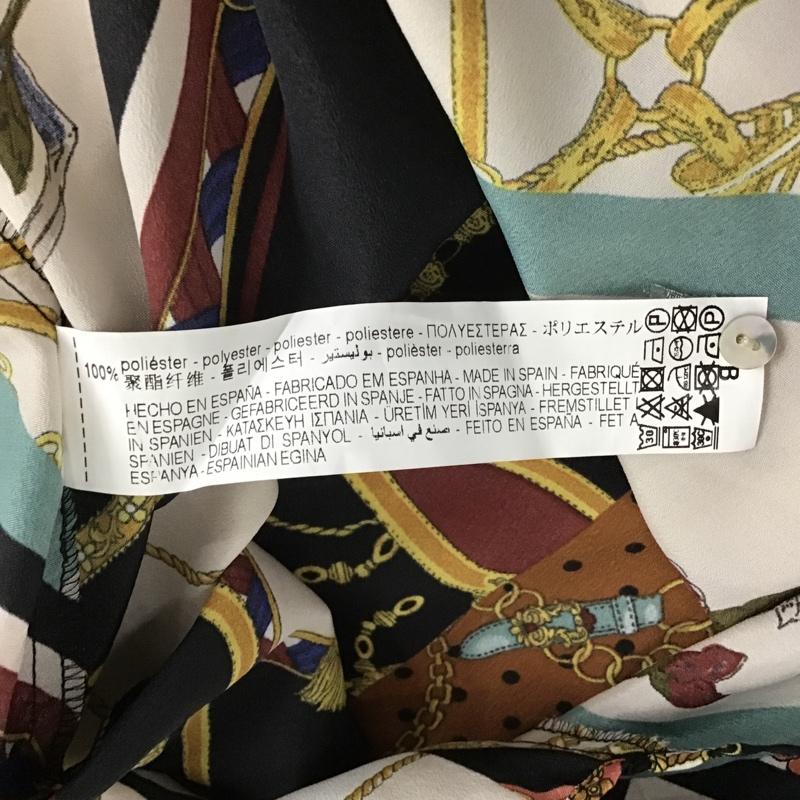 100% poliéster - polyester - poliester - poliestere - ΠΟΛΥΕΣΤΕΡΑΣ - ポリエステル
聚酯纤维 - 폴리에스터 - بوليستير - polièster - poliesterra
HECHO EN ESPAÑA - FABRICADO EM ESPANHA - MADE IN SPAIN - FABRIQUÉ
EN ESPAGNE - GEFABRICEERD IN SPANJE - FATTO IN SPAGNA - HERGESTELLT
IN SPANIEN - ΚΑΤΑΣΚΕΥΗ ΙΣΠΑΝΙΑ - ÜRETİM YERİ İSPANYA - FREMSTILLET I
SPANIEN - DIBUAT DI SPANYOL - صنع في اسبانيا - FEITO EN ESPAÑA - FET A
ESPANYA - ESPAINIAN EGINA
P P
B
30